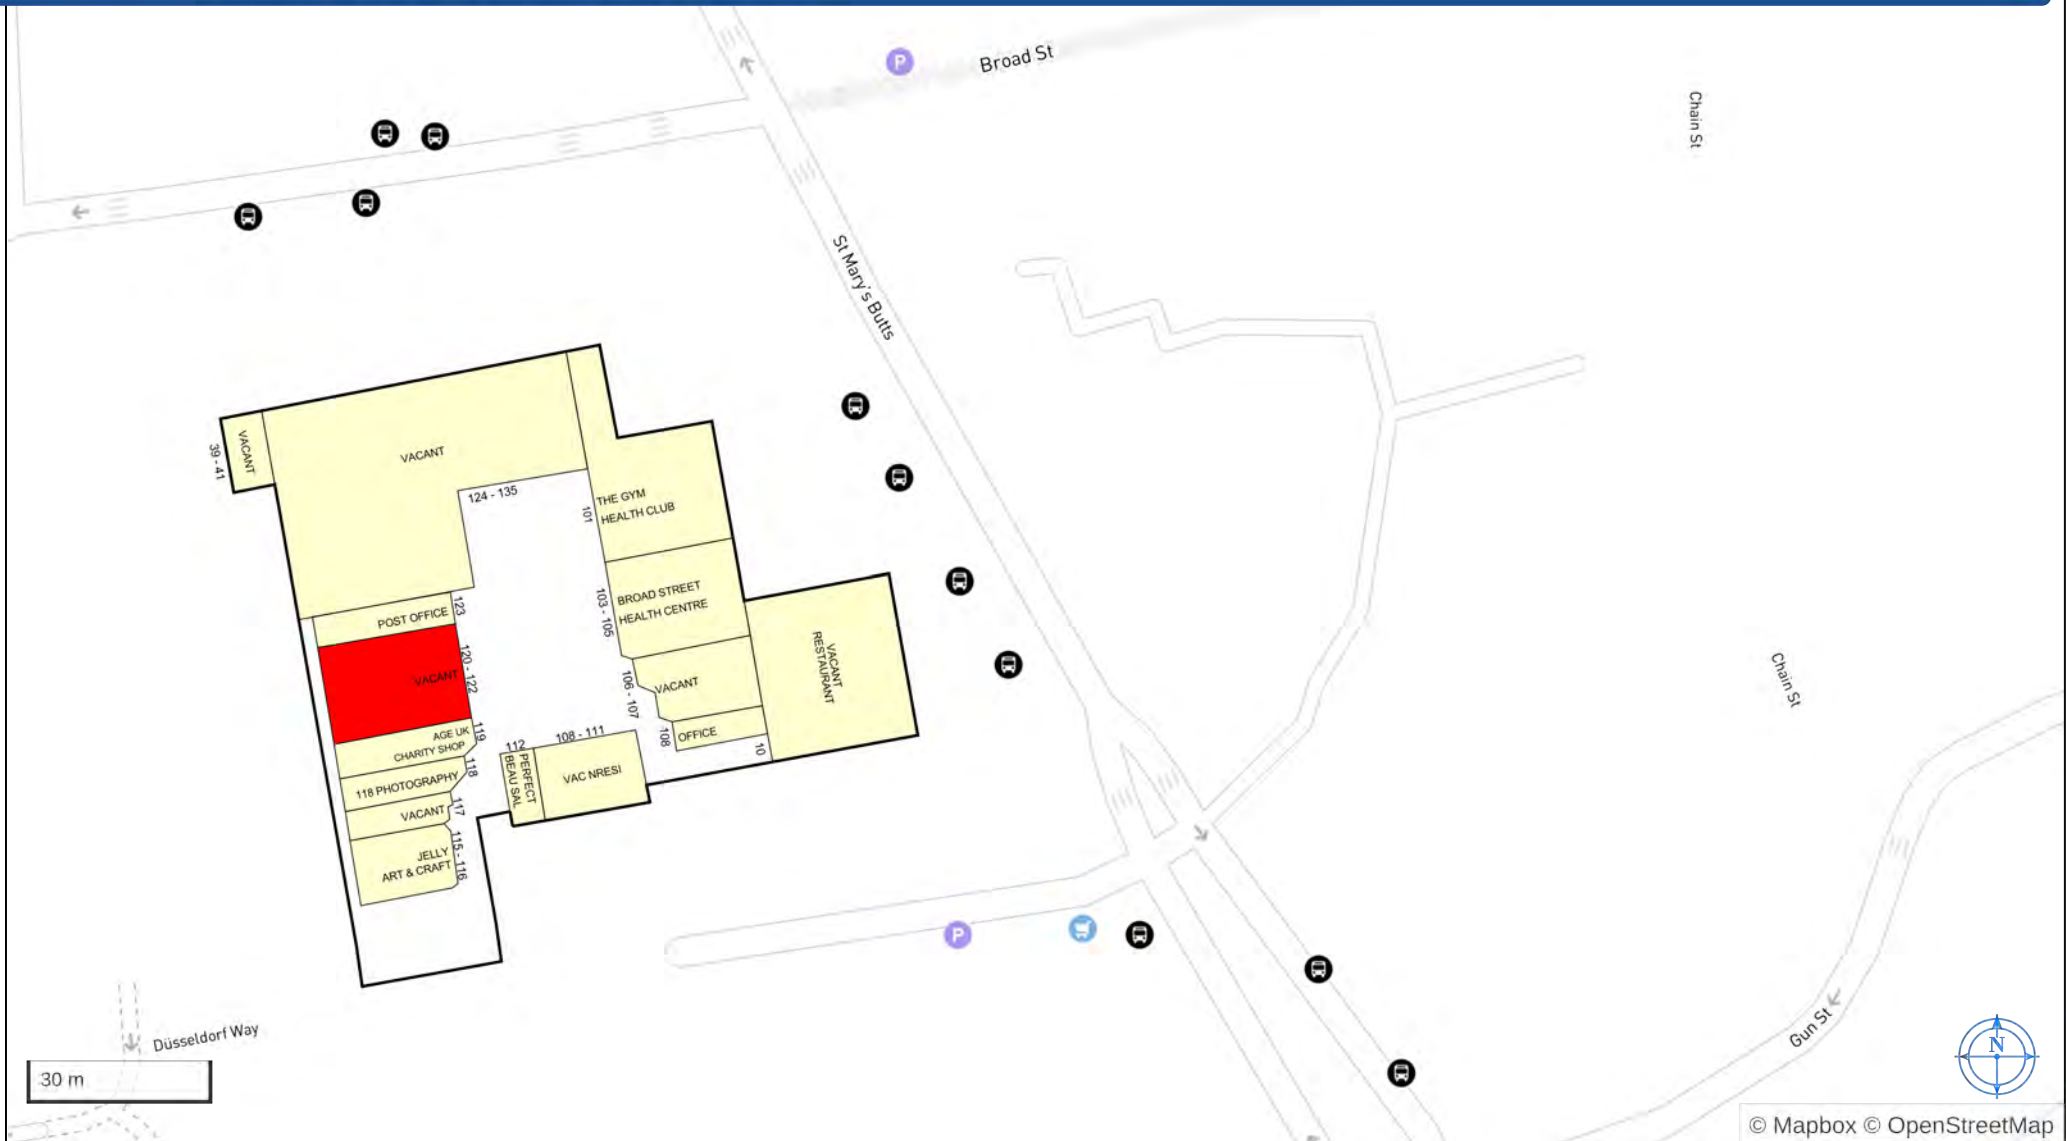 P
Broad St
Chain St
St Mary's Butts
VACANT
39 - 41
VACANT
124 - 135
101
THE GYM
HEALTH CLUB
103 - 105
BROAD STREET
HEALTH CENTRE
POST OFFICE
123
VACANT
120 - 122
VACANT
RESTAURANT
106 - 107
VACANT
108
OFFICE
10
AGE UK
CHARITY SHOP
119
118 PHOTOGRAPHY
118
VACANT
117
JELLY
ART & CRAFT
115 - 116
112
PERFECT
BEAU SAL
108 - 111
VAC NRESI
Chain St
P
Düsseldorf Way
Gun St
N
30 m
© Mapbox © OpenStreetMap